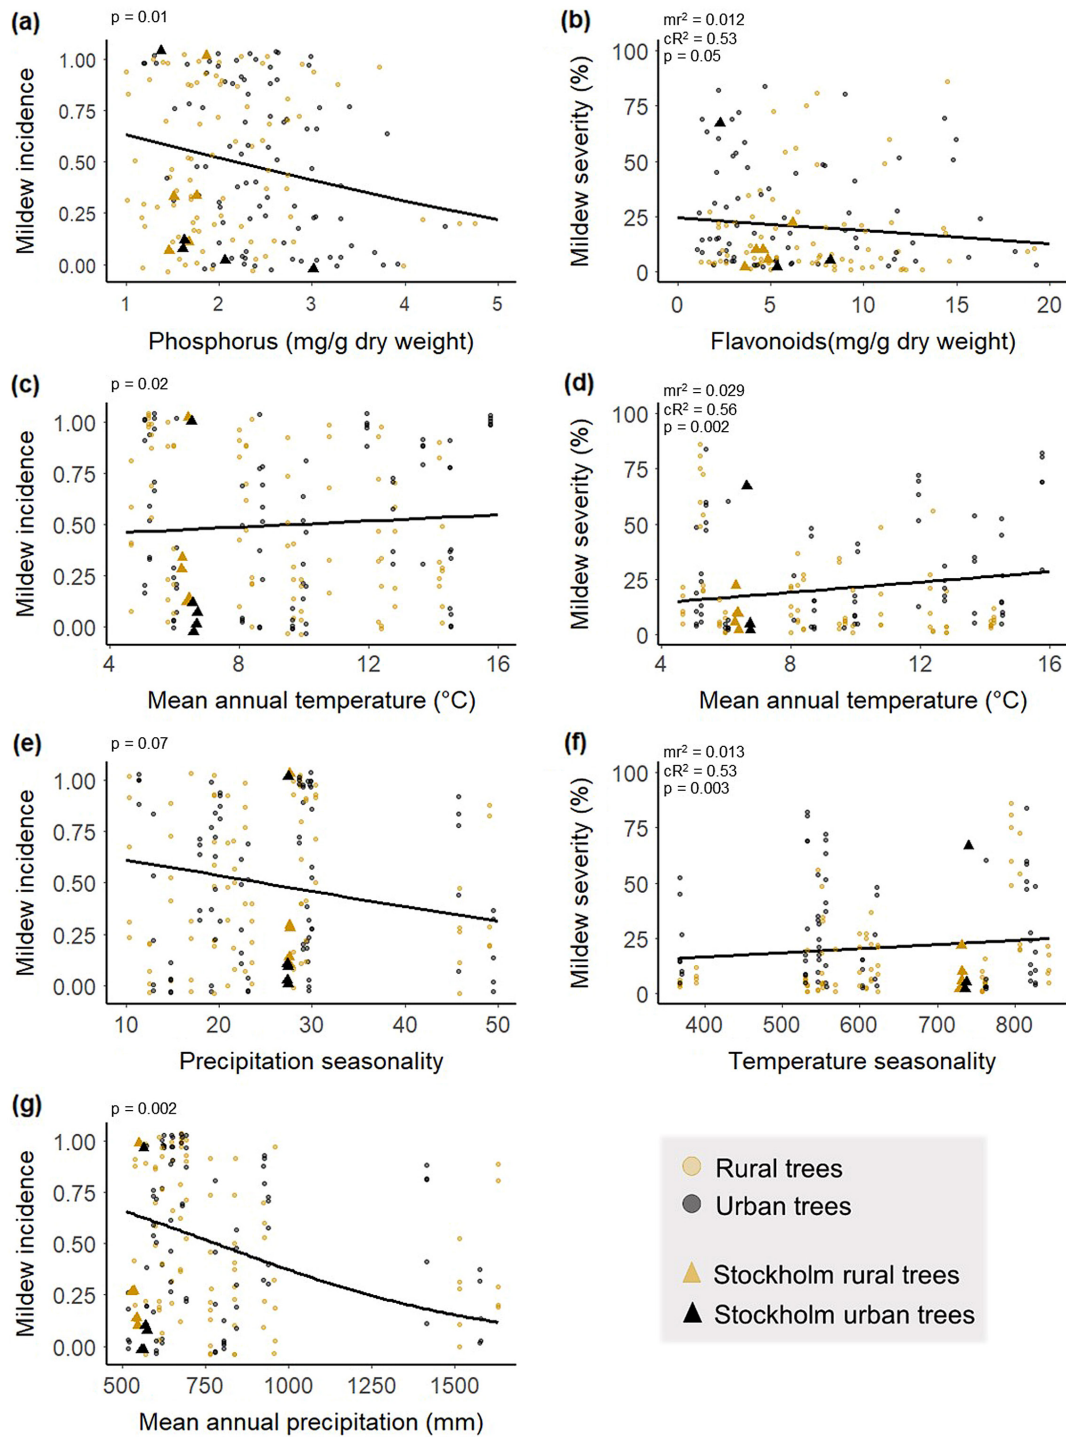 (a)
p = 0.01
Mildew incidence
1.00
0.75
0.50
0.25
0.00
1 2 3 4 5
Phosphorus (mg/g dry weight)
(b)
mr² = 0.012
cR² = 0.53
p = 0.05
Mildew severity (%)
100
75
50
25
0
0 5 10 15 20
Flavonoids(mg/g dry weight)
(c)
p = 0.02
Mildew incidence
1.00
0.75
0.50
0.25
0.00
4 8 12 16
Mean annual temperature (°C)
(d)
mr² = 0.029
cR² = 0.56
p = 0.002
Mildew severity (%)
100
75
50
25
0
4 8 12 16
Mean annual temperature (°C)
(e)
p = 0.07
Mildew incidence
1.00
0.75
0.50
0.25
0.00
10 20 30 40 50
Precipitation seasonality
(f)
mr² = 0.013
cR² = 0.53
p = 0.003
Mildew severity (%)
100
75
50
25
0
400 500 600 700 800
Temperature seasonality
(g)
p = 0.002
Mildew incidence
1.00
0.75
0.50
0.25
0.00
500 750 1000 1250 1500
Mean annual precipitation (mm)
Rural trees
Urban trees
Stockholm rural trees
Stockholm urban trees